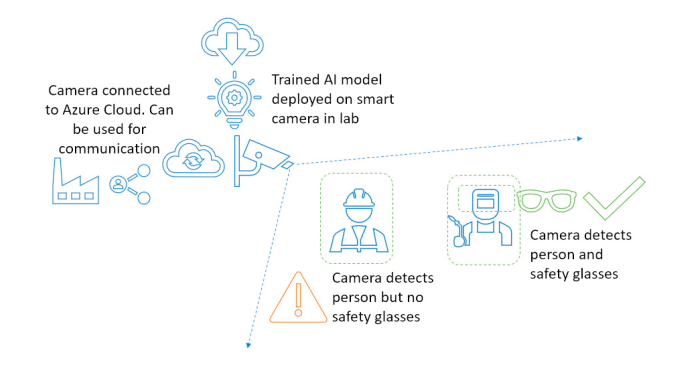 Trained AI model
deployed on smart
camera in lab
Camera connected
to Azure Cloud. Can
be used for
communication
Camera detects
person and
safety glasses
Camera detects
person but no
safety glasses